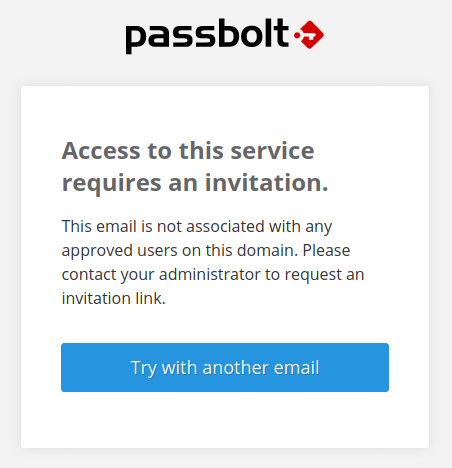 passbolt
Access to this service
requires an invitation.
This email is not associated with any
approved users on this domain. Please
contact your administrator to request an
invitation link.
Try with another email